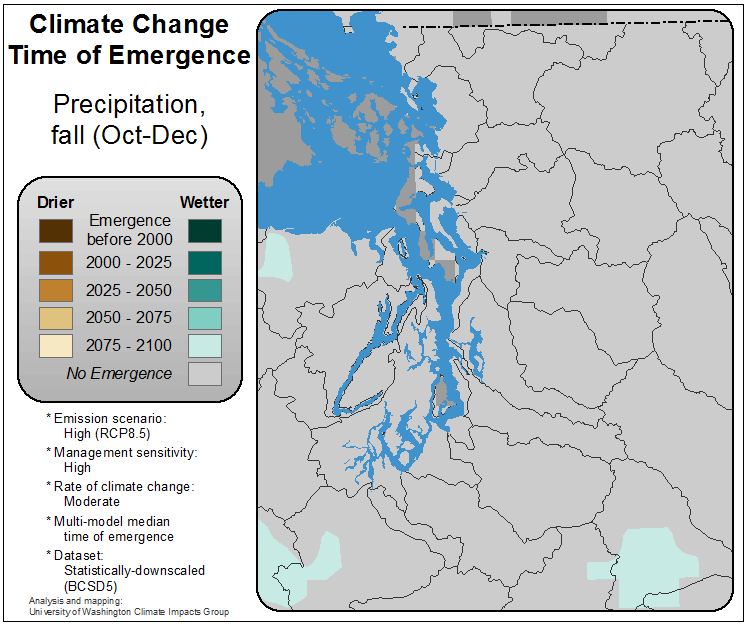 Climate Change
Time of Emergence
Precipitation,
fall (Oct-Dec)
Drier
Wetter
Emergence
before 2000
2000 - 2025
2025 - 2050
2050 - 2075
2075 - 2100
No Emergence
* Emission scenario:
High (RCP8.5)
* Management sensitivity:
High
* Rate of climate change:
Moderate
* Multi-model median
time of emergence
* Dataset:
Statistically-downscaled
(BCSD5)
Analysis and mapping:
University of Washington Climate Impacts Group